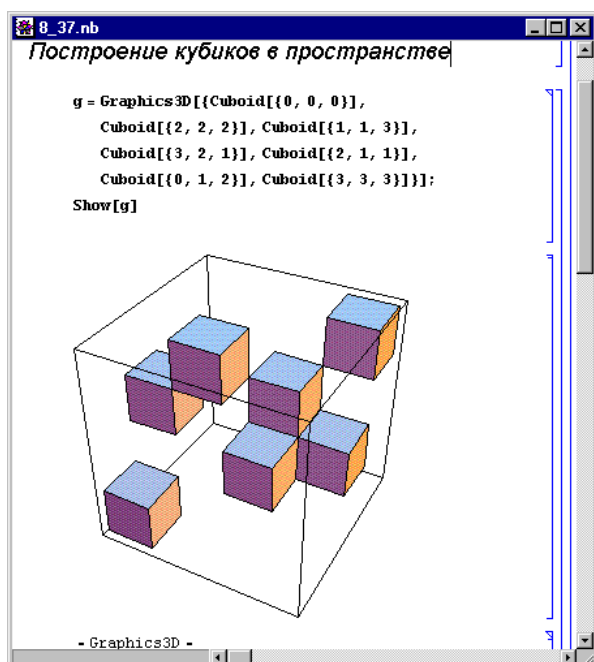 8_37.nb
Построение кубиков в пространстве
g = Graphics3D[{Cuboid[{0, 0, 0}],
Cuboid[{2, 2, 2}], Cuboid[{1, 1, 3}],
Cuboid[{3, 2, 1}], Cuboid[{2, 1, 1}],
Cuboid[{0, 1, 2}], Cuboid[{3, 3, 3}]}];
Show[g]
- Graphics3D -